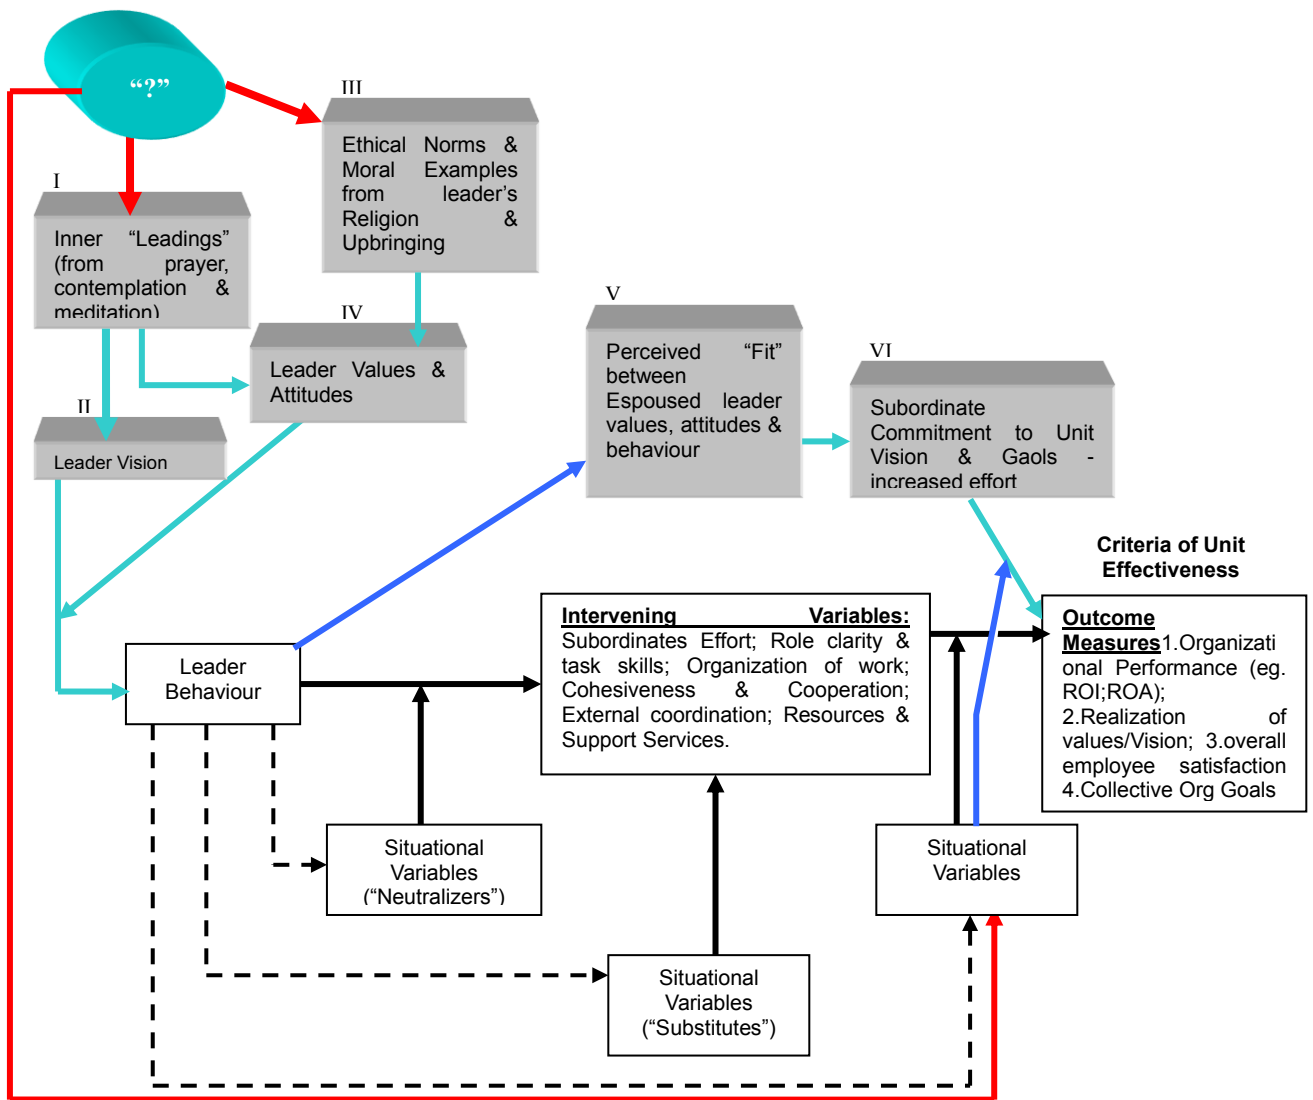 “?”
III
Ethical Norms &
Moral Examples
from leader’s
Religion &
Upbringing
I
Inner “Leadings”
(from prayer,
contemplation &
meditation)
IV
Leader Values &
Attitudes
II
Leader Vision
V
Perceived “Fit”
between
Espoused leader
values, attitudes &
behaviour
VI
Subordinate
Commitment to Unit
Vision & Gaols -
increased effort
Criteria of Unit
Effectiveness
Leader
Behaviour
Intervening Variables:
Subordinates Effort; Role clarity &
task skills; Organization of work;
Cohesiveness & Cooperation;
External coordination; Resources &
Support Services.
Outcome
Measures1.Organizati
onal Performance (eg.
ROI;ROA);
2.Realization of
values/Vision; 3.overall
employee satisfaction
4.Collective Org Goals
Situational
Variables
(“Neutralizers”)
Situational
Variables
Situational
Variables
(“Substitutes”)